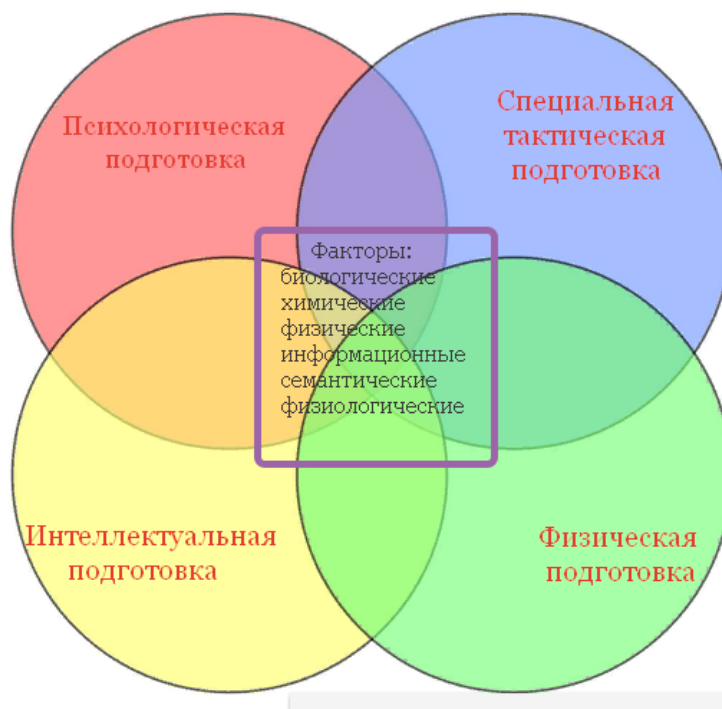 Психологическая
подготовка
Специальная
тактическая
подготовка
Факторы:
биологические
химические
физические
информационные
семантические
физиологические
Интеллектуальная
подготовка
Физическая
подготовка